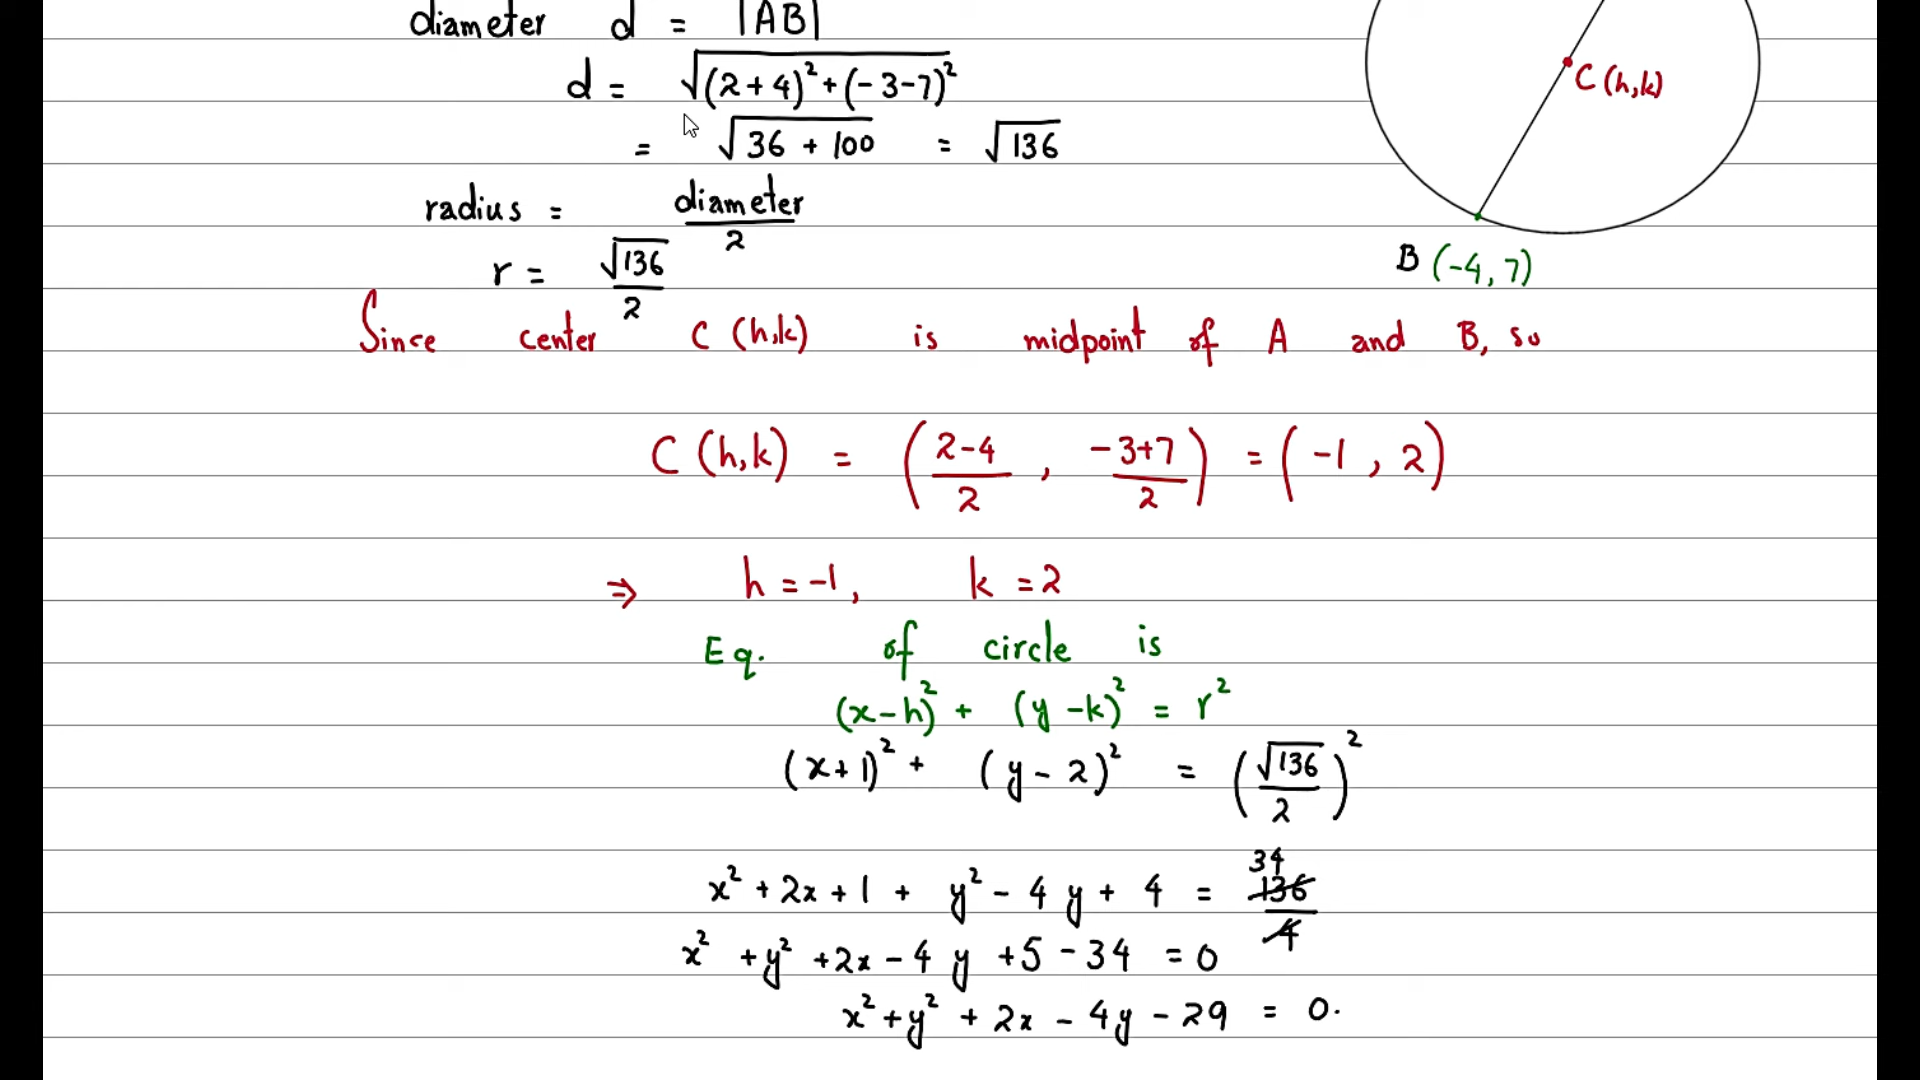 diameter d = |AB|
d = √((2+4)² + (-3-7)²)
= √(36 + 100) = √136
C (h,k)
radius = diameter/2
r = √136/2
B (-4, 7)
Since center C (h,k) is midpoint of A and B, so
C (h,k) = ((2-4)/2 , (-3+7)/2) = (-1 , 2)
⇒ h = -1, k = 2
Eq. of circle is
(x-h)² + (y-k)² = r²
(x+1)² + (y-2)² = (√136/2)²
34
x² + 2x + 1 + y² - 4y + 4 = 136/4
x² + y² + 2x - 4y + 5 - 34 = 0
x² + y² + 2x - 4y - 29 = 0.